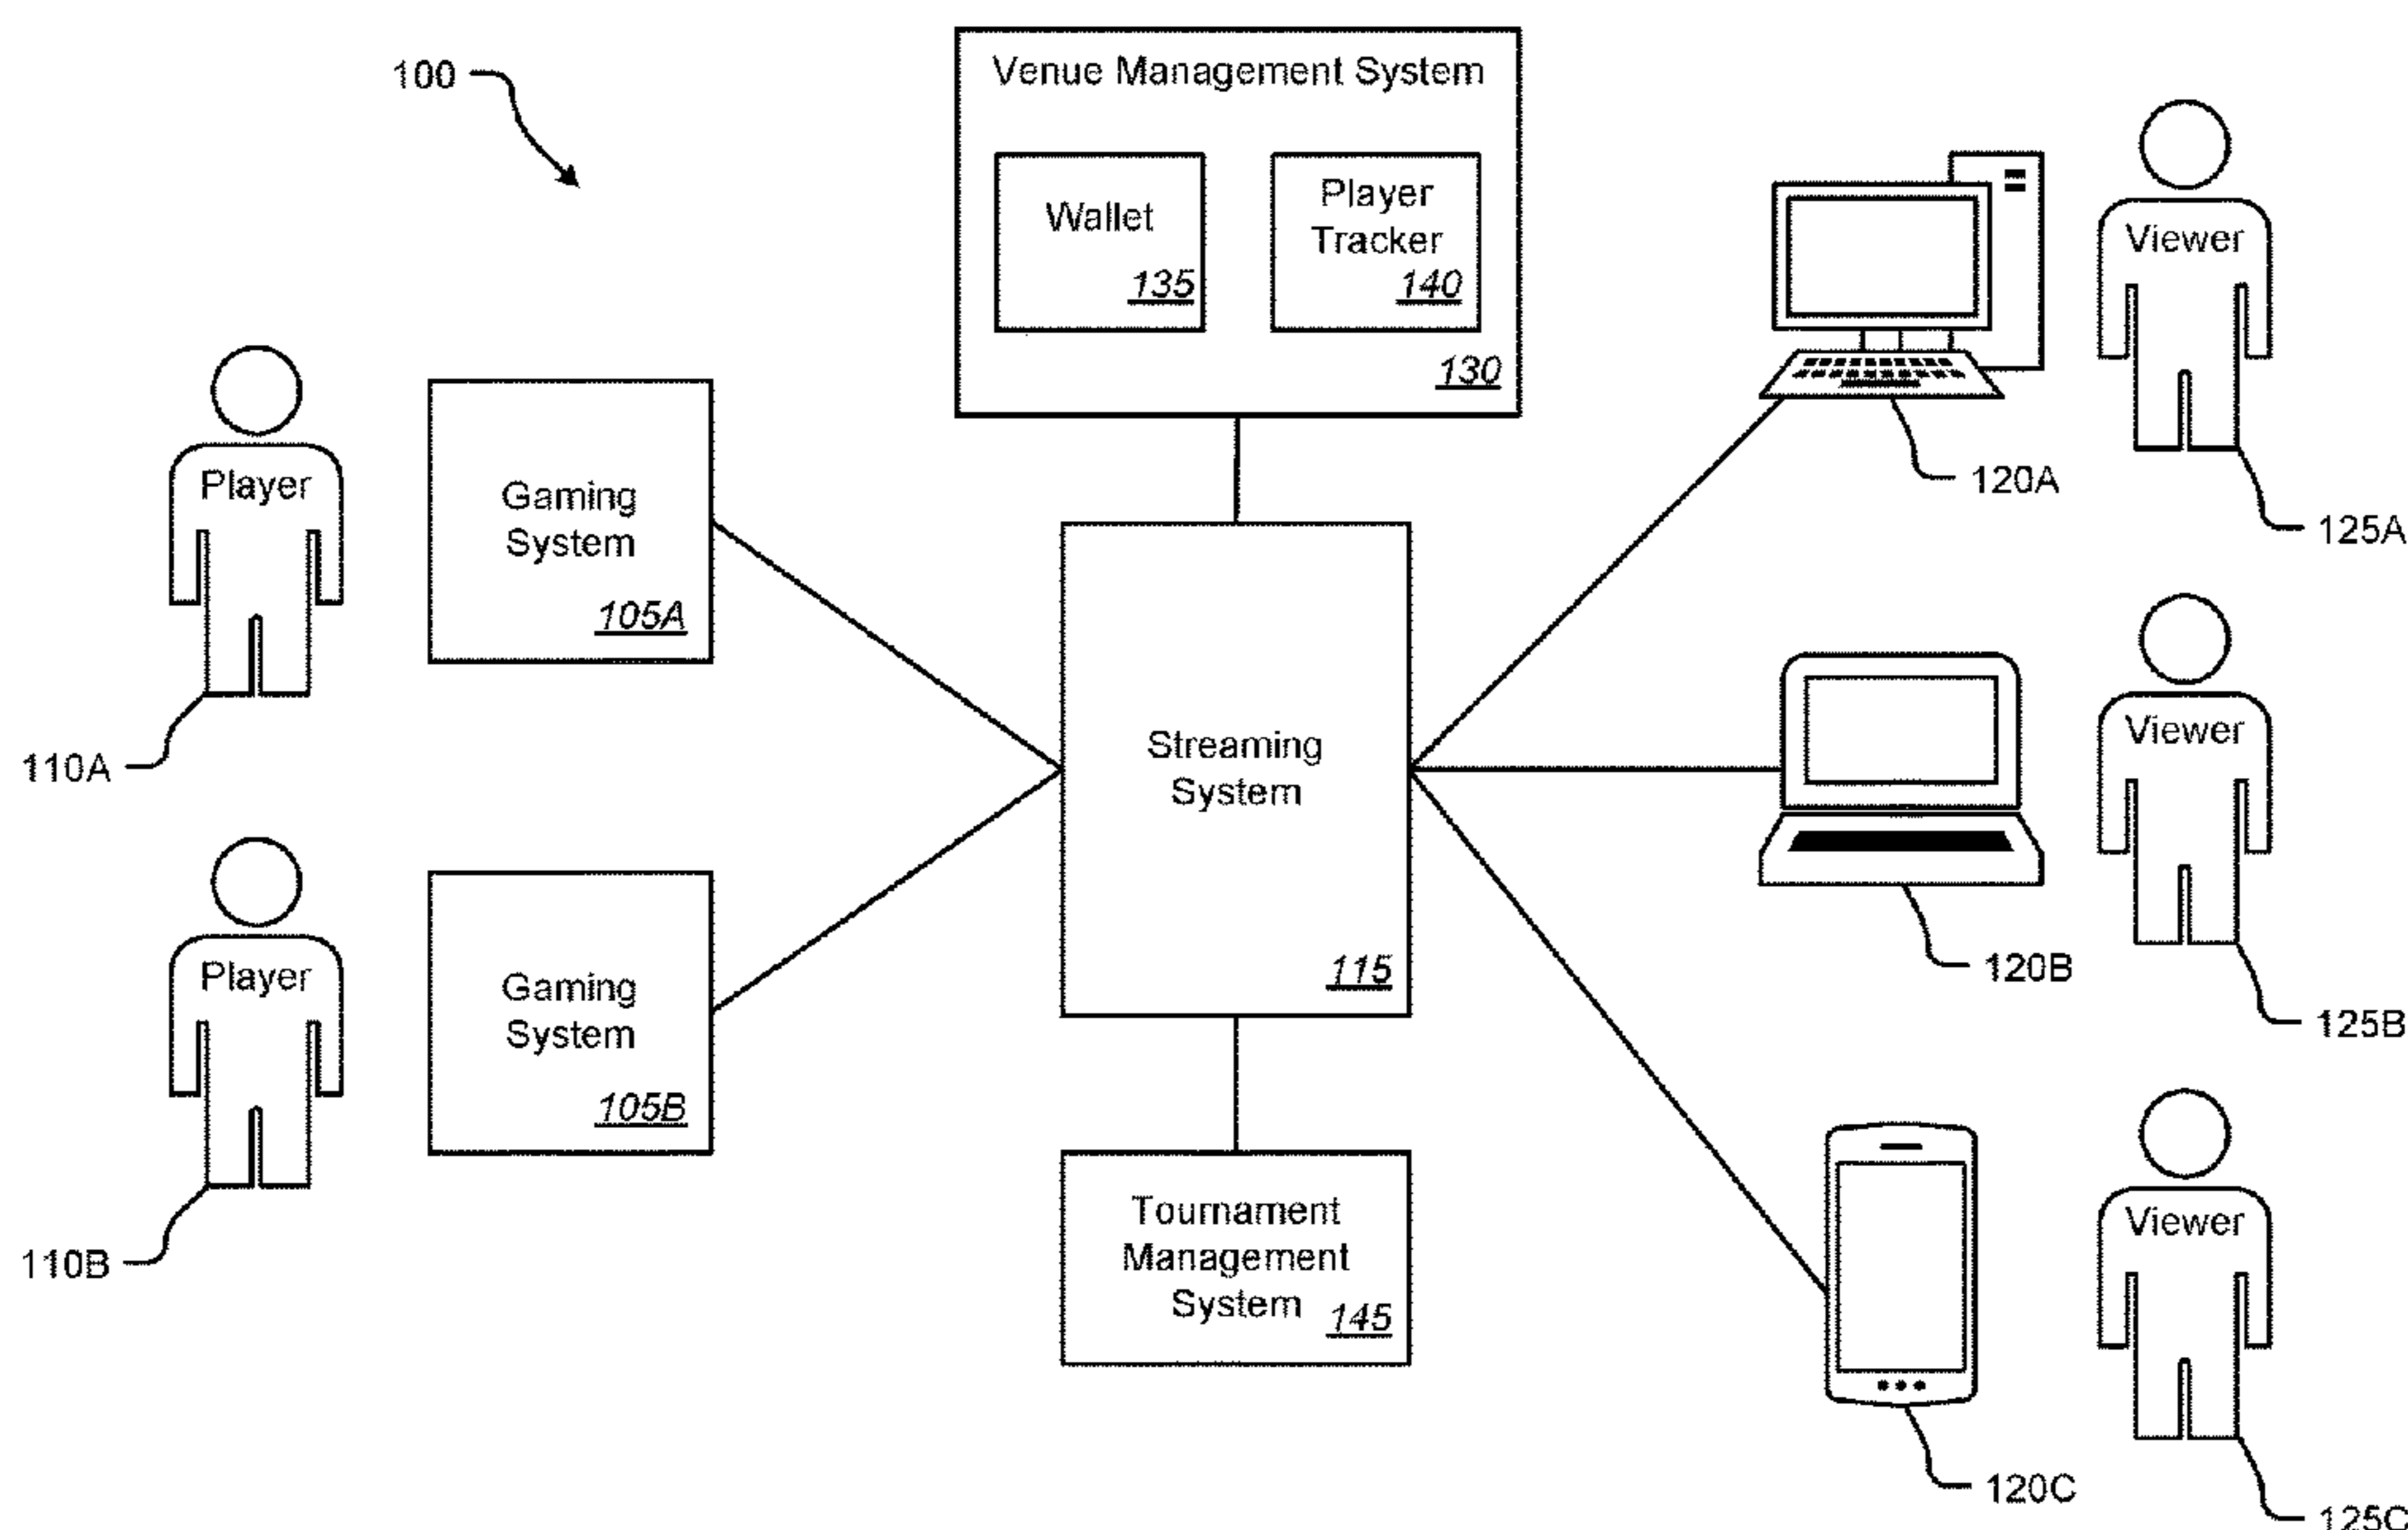 100
Venue Management System
Wallet
135
Player
Tracker
140
130
Viewer
120A
125A
Player
110A
Gaming
System
105A
Streaming
System
115
Viewer
120B
125B
Player
110B
Gaming
System
105B
Tournament
Management
System
145
Viewer
120C
125C